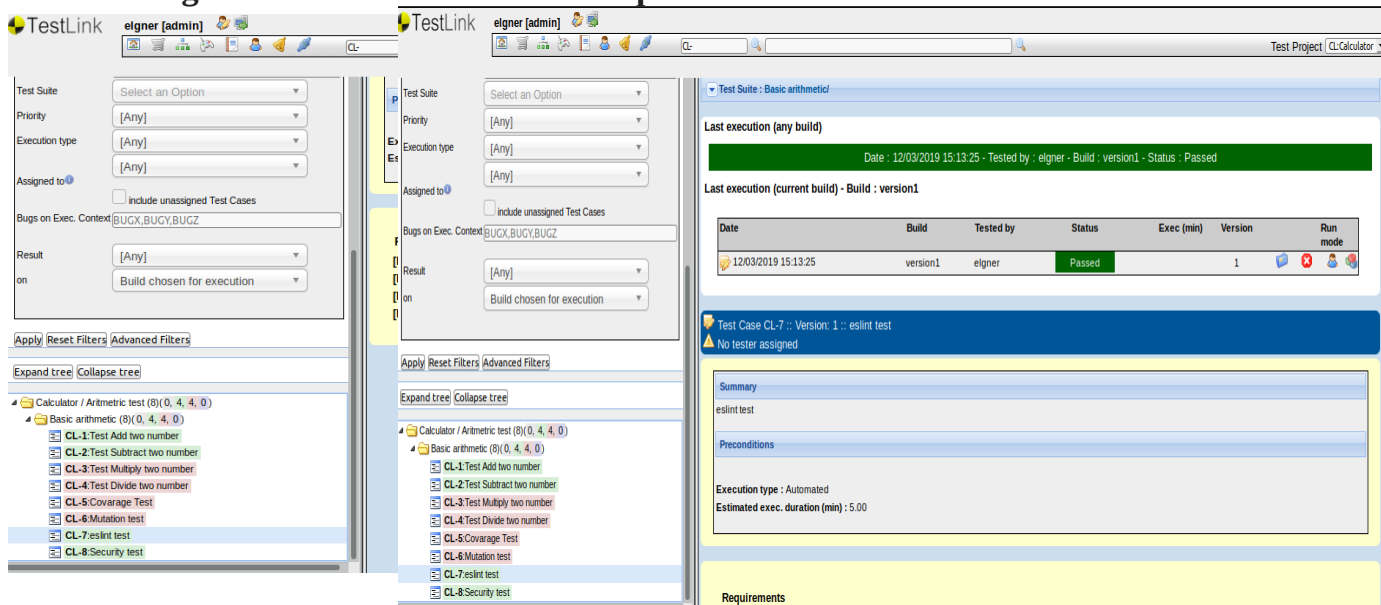 TestLink
elgner [admin]
CL-
Test Suite
Select an Option
Priority
[Any]
Execution type
[Any]
[Any]
Assigned to
include unassigned Test Cases
Bugs on Exec. Context
BUGX,BUGY,BUGZ
Result
[Any]
on
Build chosen for execution
Apply Reset Filters Advanced Filters
Expand tree Collapse tree
Calculator / Aritmetric test (8)(0, 4, 4, 0)
Basic arithmetic (8)(0, 4, 4, 0)
CL-1:Test Add two number
CL-2:Test Subtract two number
CL-3:Test Multiply two number
CL-4:Test Divide two number
CL-5:Covarage Test
CL-6:Mutation test
CL-7:eslint test
CL-8:Security test
TestLink
elgner [admin]
CL-
Test Project CL:Calculator
Test Suite
Select an Option
Priority
[Any]
Execution type
[Any]
[Any]
Assigned to
include unassigned Test Cases
Bugs on Exec. Context
BUGX,BUGY,BUGZ
Result
[Any]
on
Build chosen for execution
Apply Reset Filters Advanced Filters
Expand tree Collapse tree
Calculator / Aritmetric test (8)(0, 4, 4, 0)
Basic arithmetic (8)(0, 4, 4, 0)
CL-1:Test Add two number
CL-2:Test Subtract two number
CL-3:Test Multiply two number
CL-4:Test Divide two number
CL-5:Covarage Test
CL-6:Mutation test
CL-7:eslint test
CL-8:Security test
Test Suite : Basic arithmetic/
Last execution (any build)
Date : 12/03/2019 15:13:25 - Tested by : elgner - Build : version1 - Status : Passed
Last execution (current build) - Build : version1
Date Build Tested by Status Exec (min) Version Run mode
12/03/2019 15:13:25 version1 elgner Passed 1
Test Case CL-7 :: Version: 1 :: eslint test
No tester assigned
Summary
eslint test
Preconditions
Execution type : Automated
Estimated exec. duration (min) : 5.00
Requirements